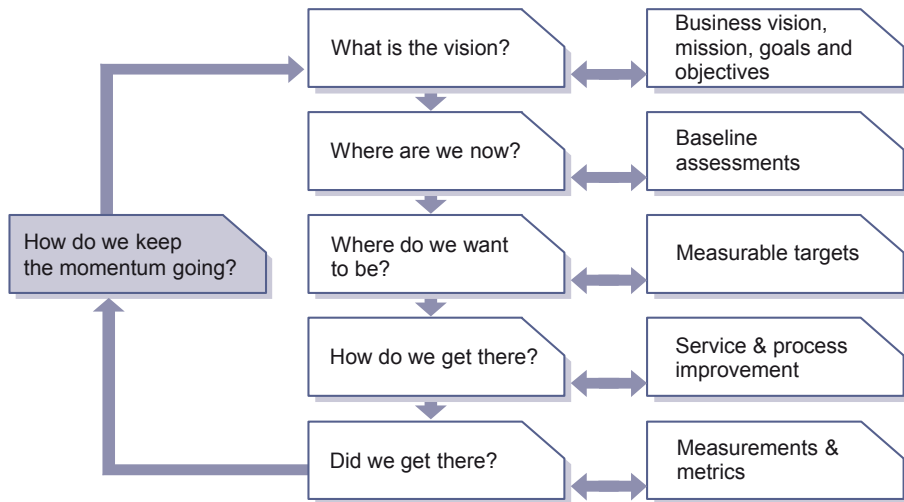 What is the vision?
Business vision,
mission, goals and
objectives
Where are we now?
Baseline
assessments
How do we keep
the momentum going?
Where do we want
to be?
Measurable targets
How do we get there?
Service & process
improvement
Did we get there?
Measurements &
metrics